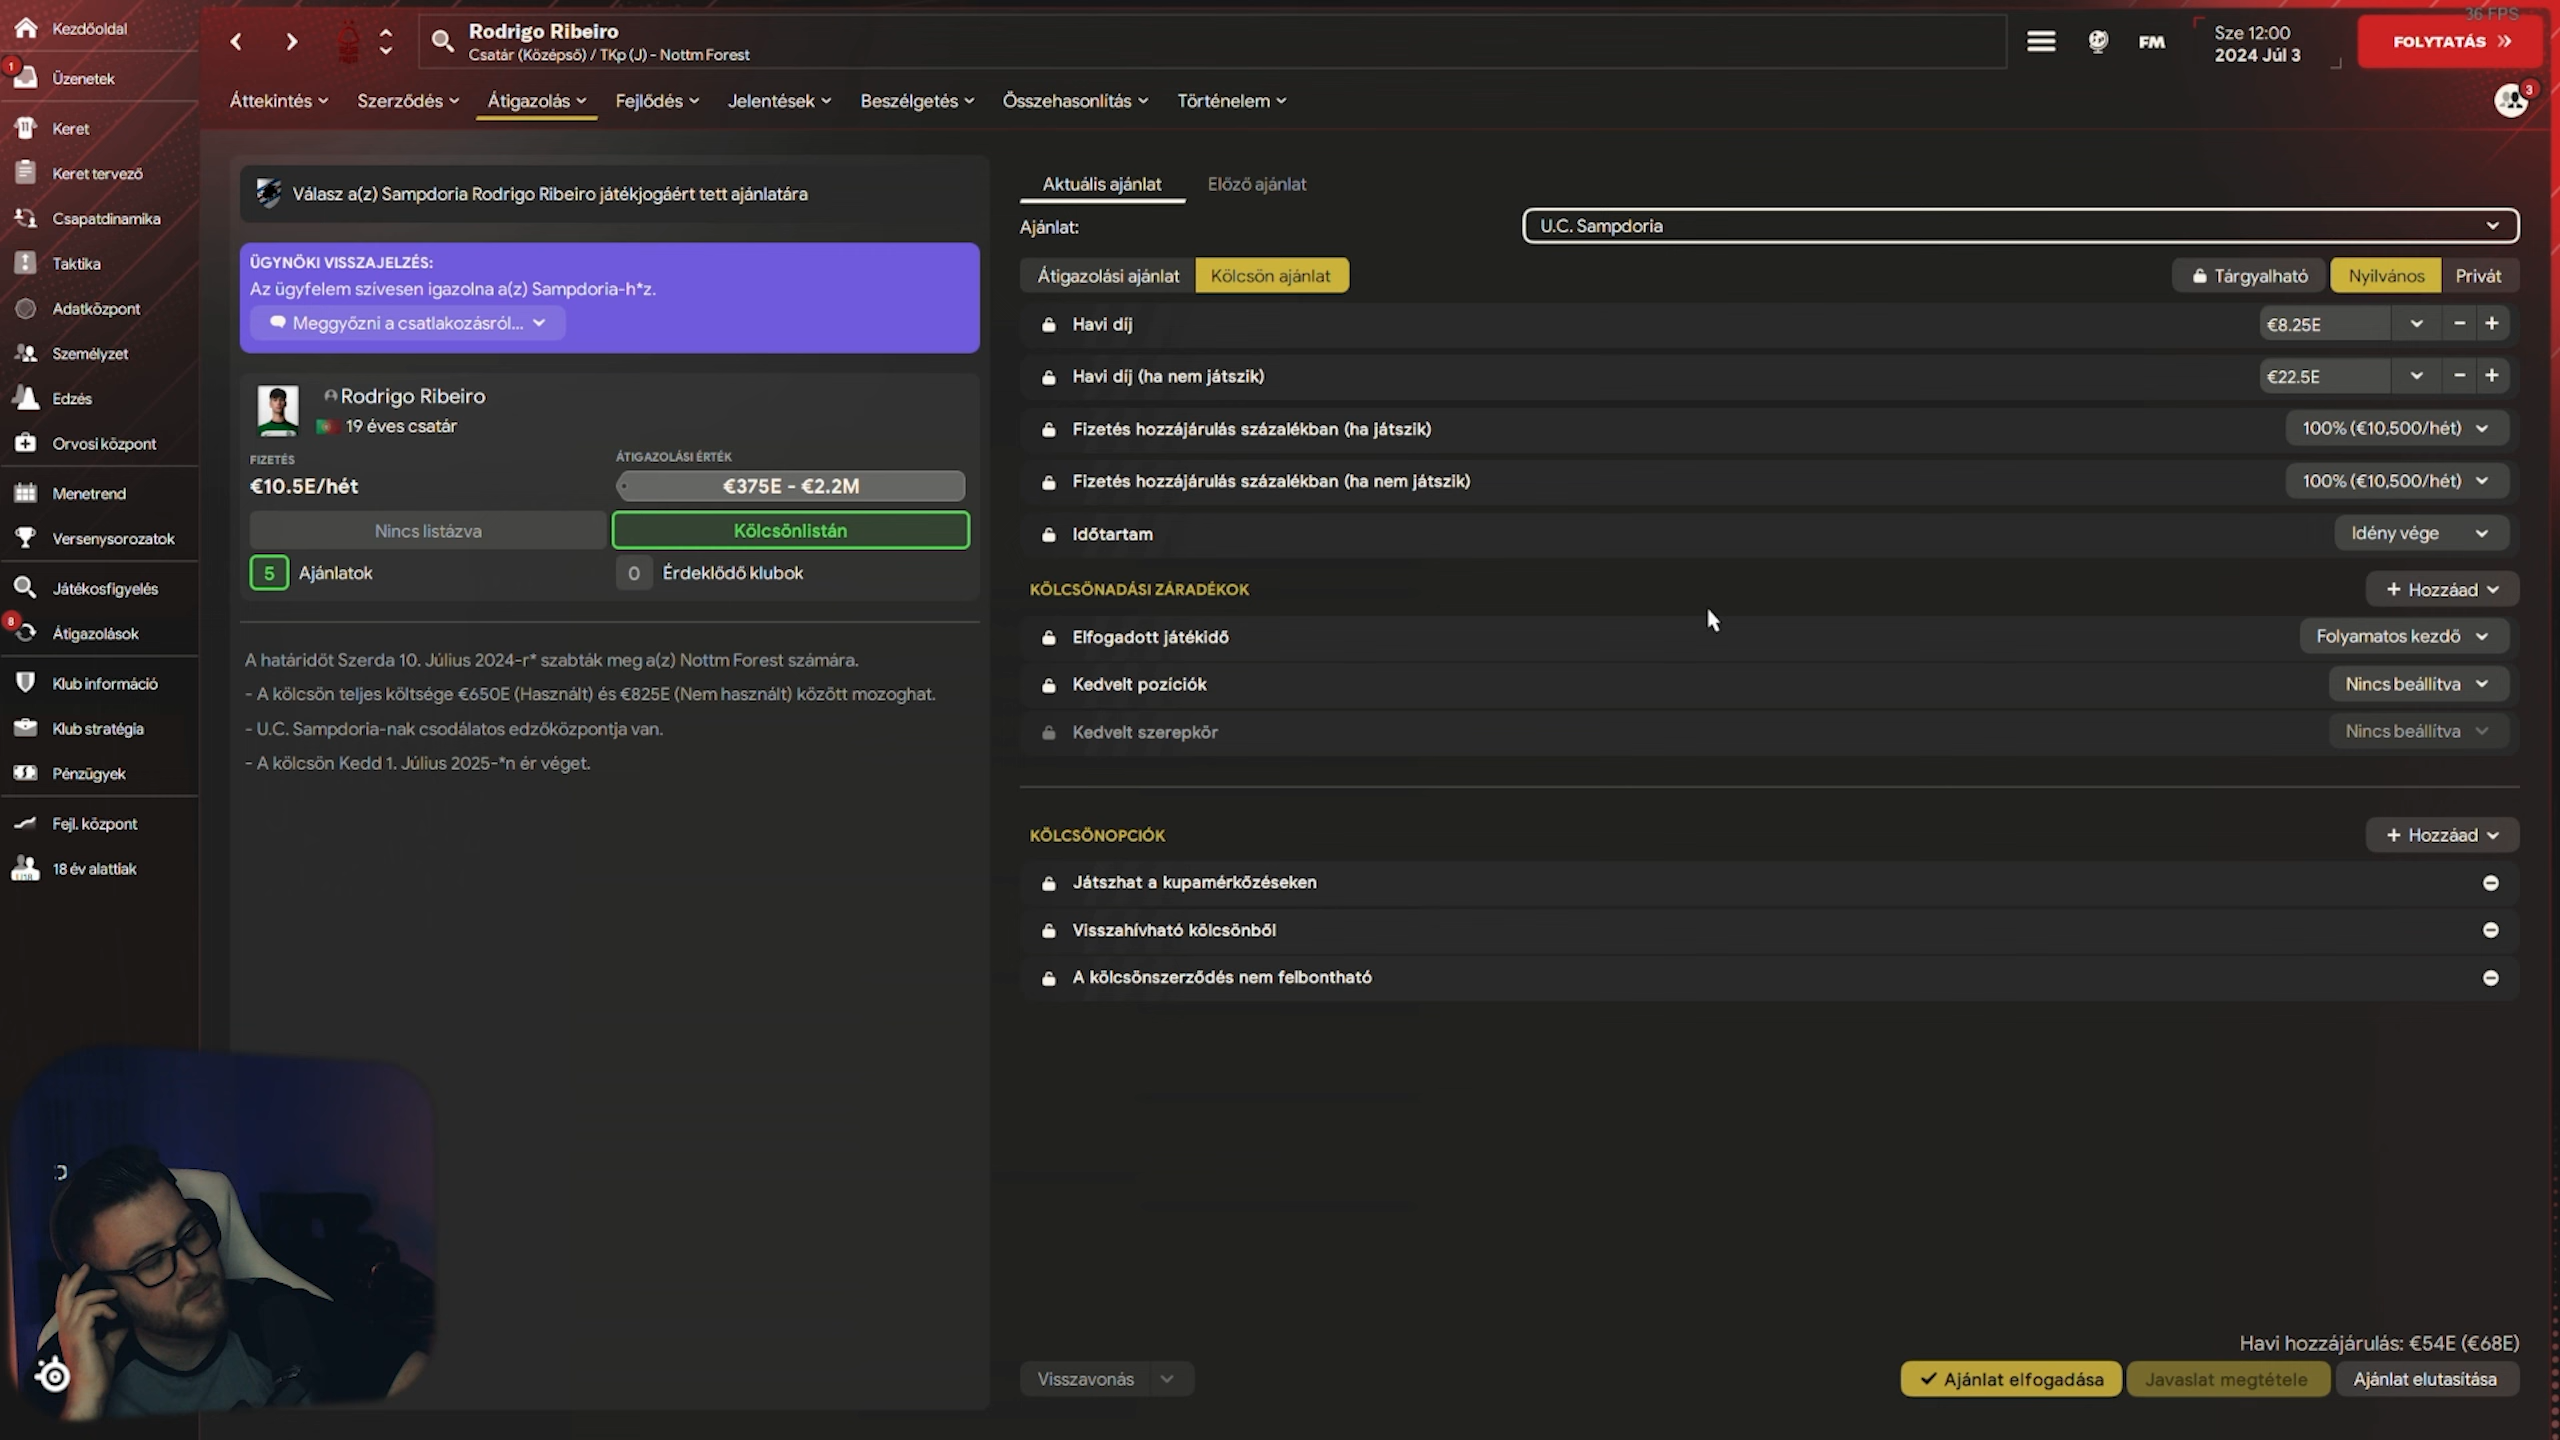 Kezdőoldal
1
Üzenetek
Keret
Keret tervező
Csapatdinamika
Taktika
Adatközpont
Személyzet
Edzés
Orvosi központ
Menetrend
Versenysorozatok
Játékosfigyelés
8
Átigazolások
Klub információ
Klub stratégia
Pénzügyek
Fejl. központ
18 év alattiak
Rodrigo Ribeiro
Csatár (Középső) / TKp (J) - Nottm Forest
FM
Sze 12:00
2024 Júl 3
36 FPS
FOLYTATÁS
3
Áttekintés
Szerződés
Átigazolás
Fejlődés
Jelentések
Beszélgetés
Összehasonlítás
Történelem
Válasz a(z) Sampdoria Rodrigo Ribeiro játékjogáért tett ajánlatára
ÜGYNÖKI VISSZAJELZÉS:
Az ügyfelem szívesen igazolna a(z) Sampdoria-h*z.
Meggyőzni a csatlakozásról...
Rodrigo Ribeiro
19 éves csatár
FIZETÉS
€10.5E/hét
ÁTIGAZOLÁSI ÉRTÉK
€375E - €2.2M
Nincs listázva
Kölcsönlistán
5 Ajánlatok
0 Érdeklődő klubok
A határidőt Szerda 10. Július 2024-r* szabták meg a(z) Nottm Forest számára.
- A kölcsön teljes költsége €650E (Használt) és €825E (Nem használt) között mozoghat.
- U.C. Sampdoria-nak csodálatos edzőközpontja van.
- A kölcsön Kedd 1. Július 2025-*n ér véget.
Aktuális ajánlat
Előző ajánlat
Ajánlat:
U.C. Sampdoria
Átigazolási ajánlat
Kölcsön ajánlat
Tárgyalható
Nyilvános
Privát
Havi díj
€8.25E
Havi díj (ha nem játszik)
€22.5E
Fizetés hozzájárulás százalékban (ha játszik)
100% (€10,500/hét)
Fizetés hozzájárulás százalékban (ha nem játszik)
100% (€10,500/hét)
Időtartam
Idény vége
KÖLCSÖNADÁSI ZÁRADÉKOK
+ Hozzáad
Elfogadott játékidő
Folyamatos kezdő
Kedvelt pozíciók
Nincs beállítva
Kedvelt szerepkör
Nincs beállítva
KÖLCSÖNOPCIÓK
+ Hozzáad
Játszhat a kupamérkőzéseken
Visszahívható kölcsönből
A kölcsönszerződés nem felbontható
Havi hozzájárulás: €54E (€68E)
Visszavonás
Ajánlat elfogadása
Javaslat megtétele
Ajánlat elutasítása